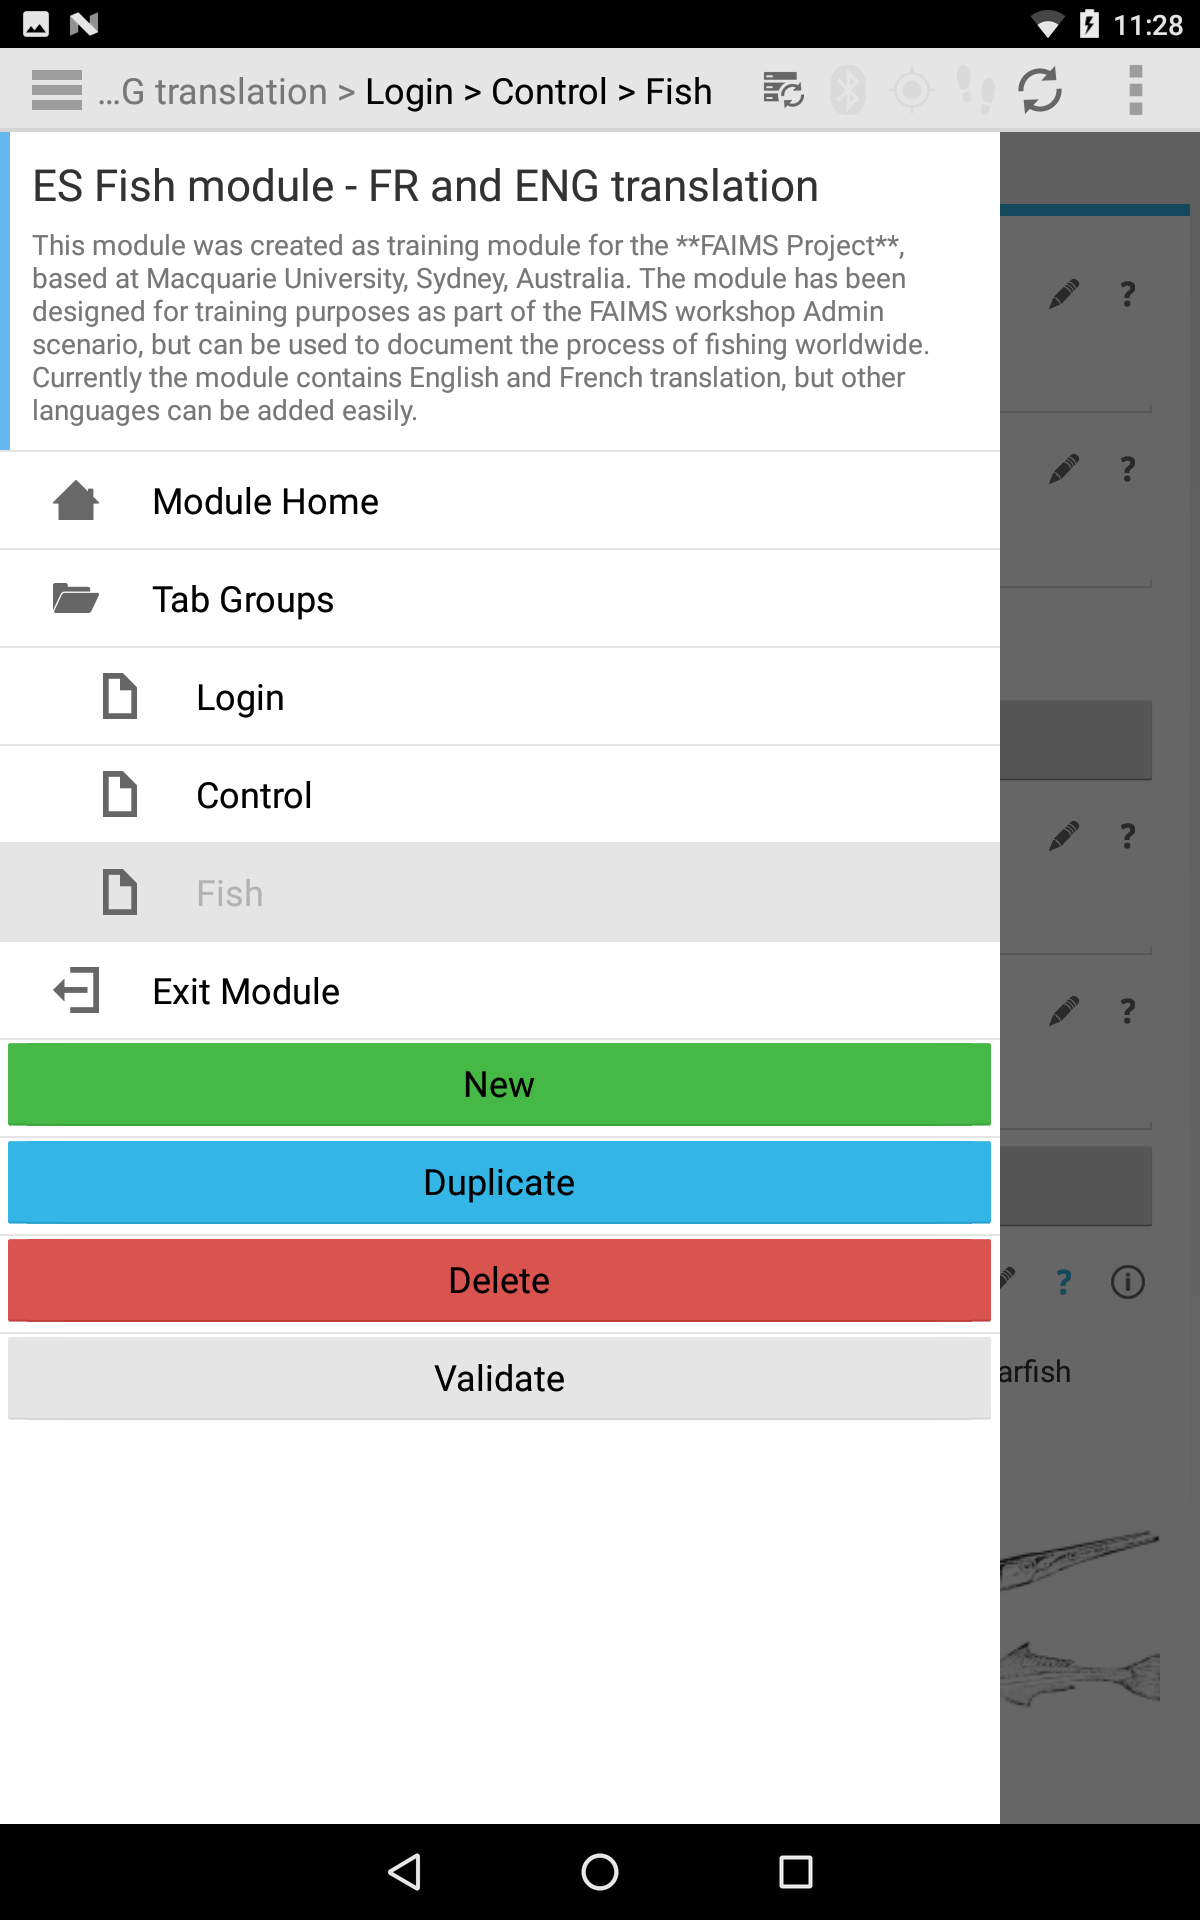 11:28
...G translation > Login > Control > Fish
ES Fish module - FR and ENG translation
This module was created as training module for the **FAIMS Project**,
based at Macquarie University, Sydney, Australia. The module has been
designed for training purposes as part of the FAIMS workshop Admin
scenario, but can be used to document the process of fishing worldwide.
Currently the module contains English and French translation, but other
languages can be added easily.
?
?
Module Home
Tab Groups
Login
Control
?
Fish
Exit Module
?
New
Duplicate
Delete
?
Validate
arfish